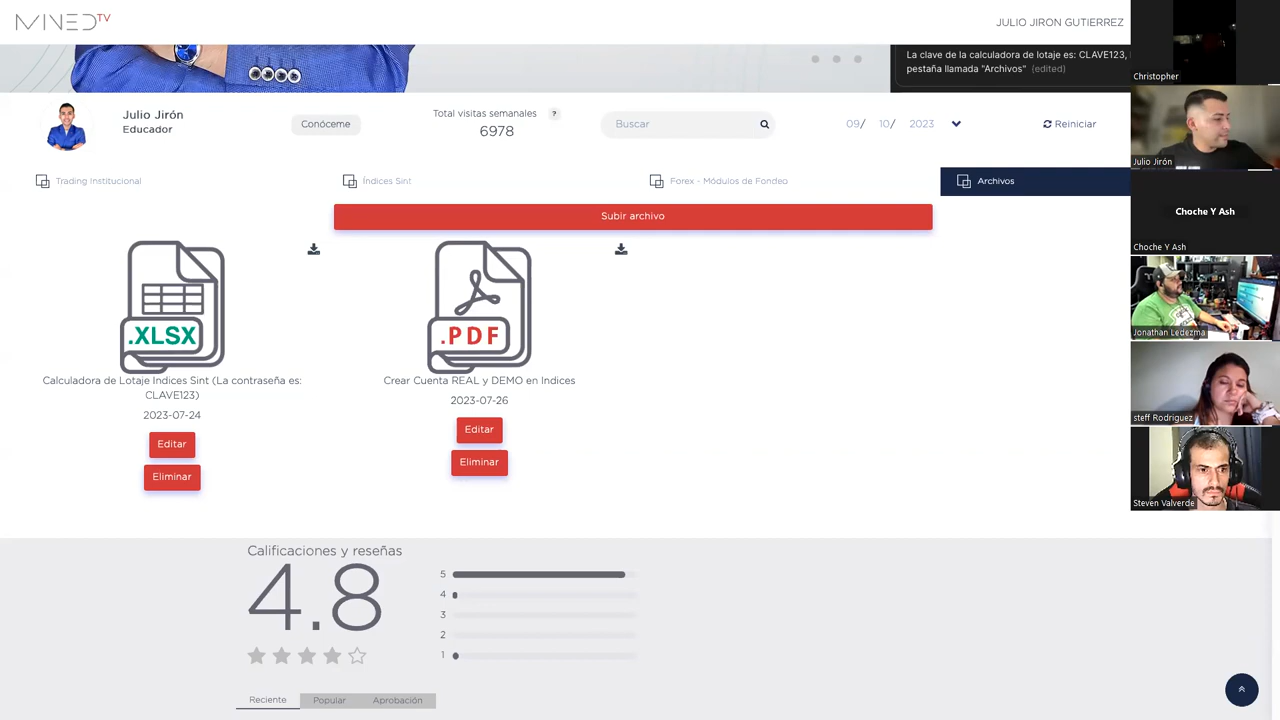 MINEDTV
JULIO JIRON GUTIERREZ
La clave de la calculadora de lotaje es: CLAVE123,
pestaña llamada "Archivos" (edited)
Julio Jirón
Educador
Conóceme
Total visitas semanales ?
6978
Buscar
09/ 10/ 2023
Reiniciar
Trading Institucional
Índices Sint
Forex - Módulos de Fondeo
Archivos
Subir archivo
.XLSX
Calculadora de Lotaje Indices Sint (La contraseña es:
CLAVE123)
2023-07-24
Editar
Eliminar
.PDF
Crear Cuenta REAL y DEMO en Indices
2023-07-26
Editar
Eliminar
Calificaciones y reseñas
4.8
5
4
3
2
1
Reciente
Popular
Aprobación
Christopher
Julio Jirón
Choche Y Ash
Choche Y Ash
Jonathan Ledezma
steff Rodriguez
Steven Valverde